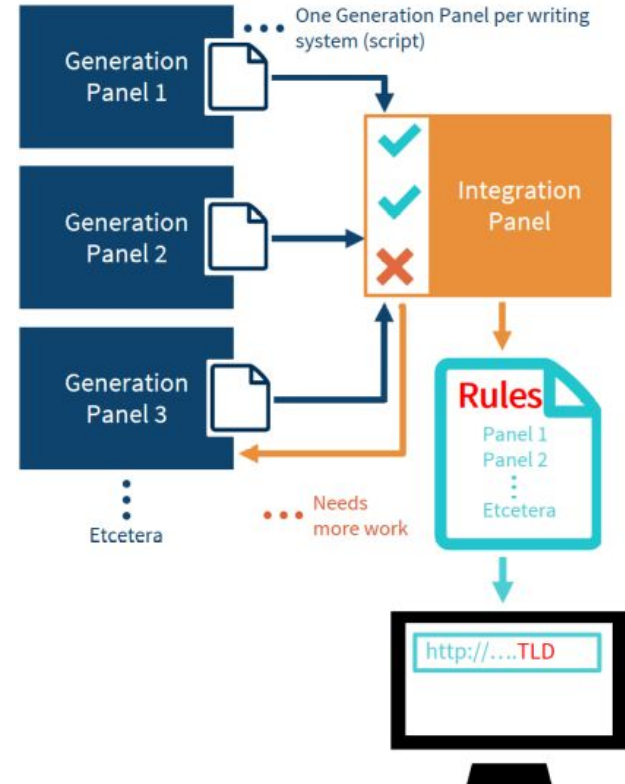 One Generation Panel per writing
system (script)
Generation
Panel 1
Generation
Panel 2
Integration
Panel
Generation
Panel 3
Etcetera
Needs
more work
Rules
Panel 1
Panel 2
Etcetera
http://....TLD